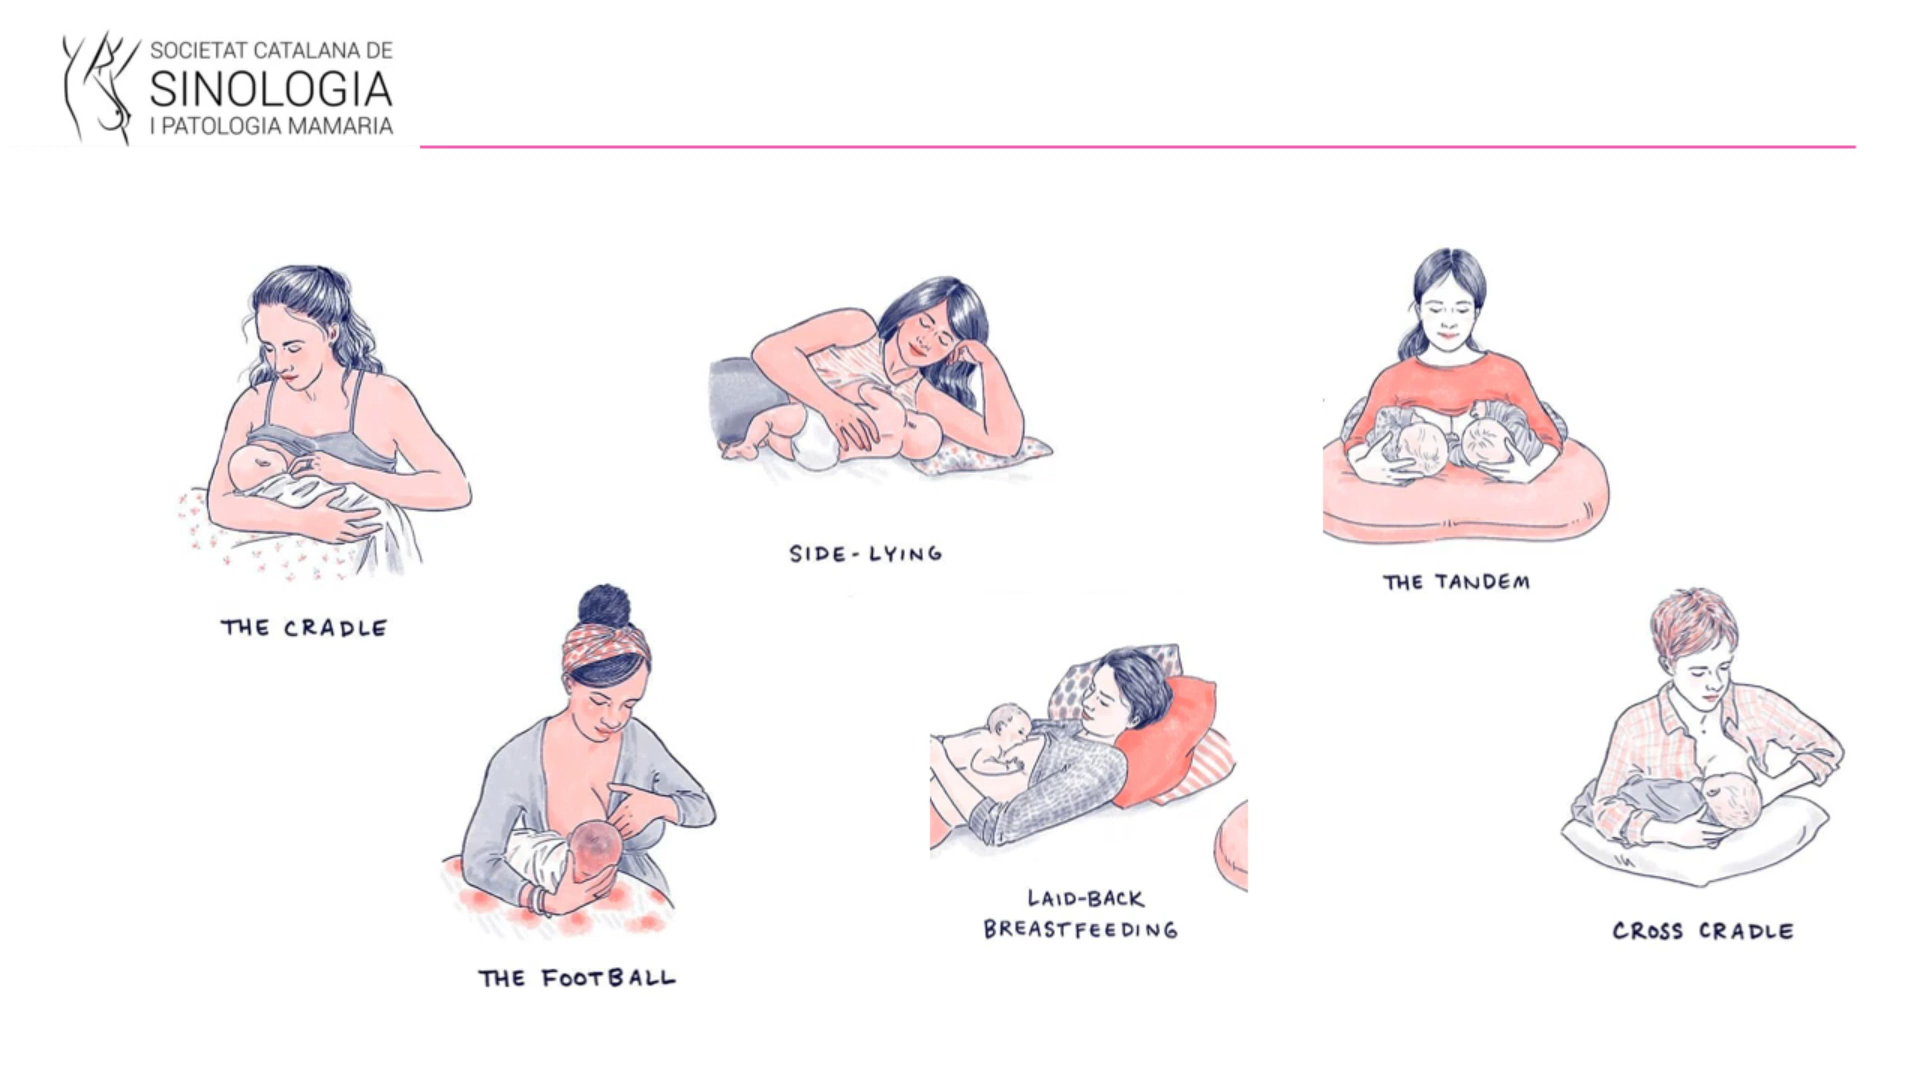 SOCIETAT CATALANA DE
SINOLOGIA
I PATOLOGIA MAMARIA
SIDE-LYING
THE TANDEM
THE CRADLE
LAID-BACK
BREASTFEEDING
CROSS CRADLE
THE FOOTBALL